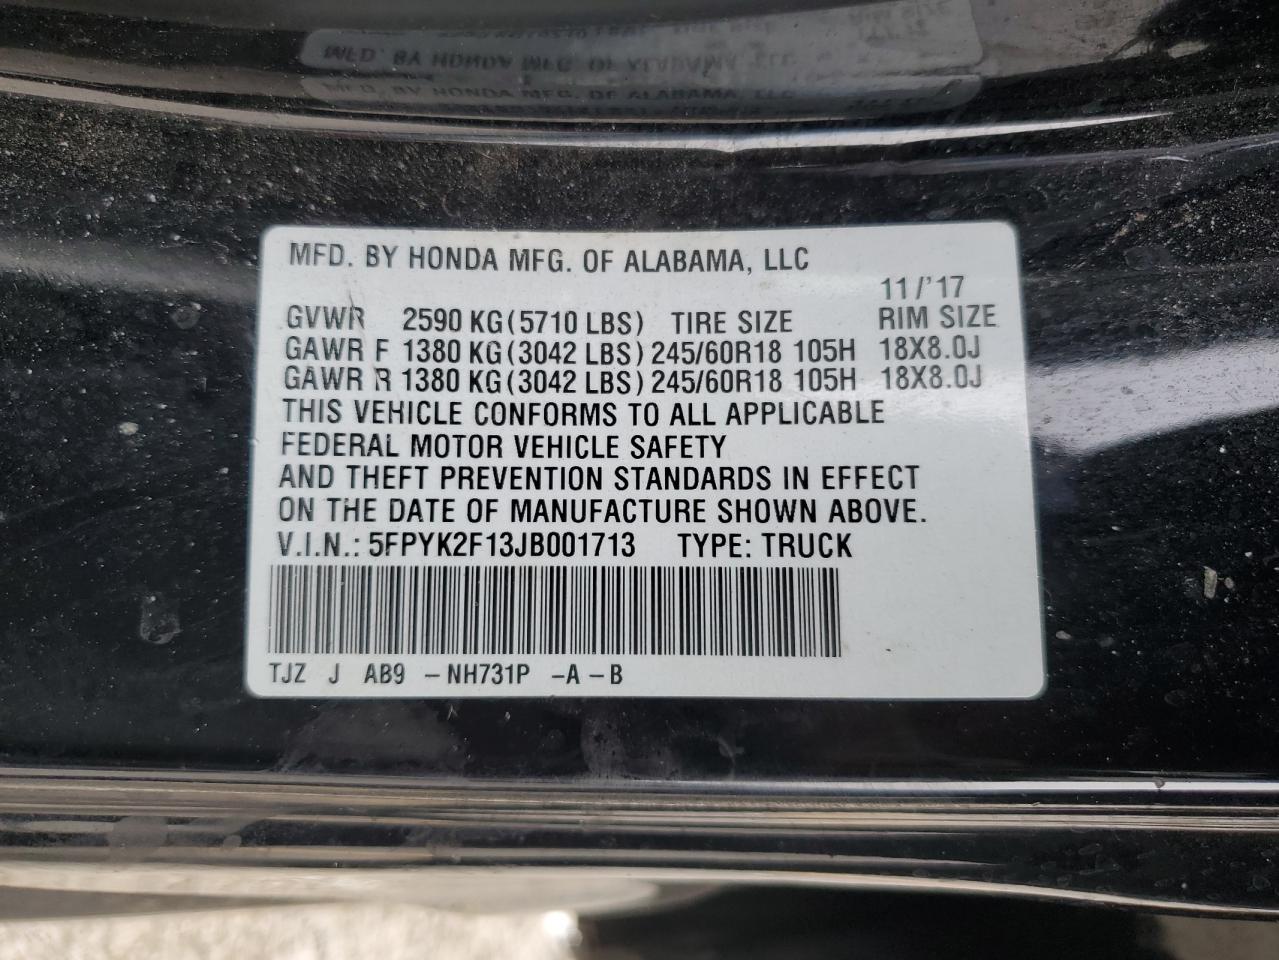 MFD. BY HONDA MFG. OF ALABAMA, LLC
11/'17
GVWR 2590 KG(5710 LBS) TIRE SIZE RIM SIZE
GAWR F 1380 KG(3042 LBS) 245/60R18 105H 18X8.0J
GAWR R 1380 KG(3042 LBS) 245/60R18 105H 18X8.0J
THIS VEHICLE CONFORMS TO ALL APPLICABLE
FEDERAL MOTOR VEHICLE SAFETY
AND THEFT PREVENTION STANDARDS IN EFFECT
ON THE DATE OF MANUFACTURE SHOWN ABOVE.
V.I.N.: 5FPYK2F13JB001713 TYPE: TRUCK
TJZ J AB9 -NH731P -A-B